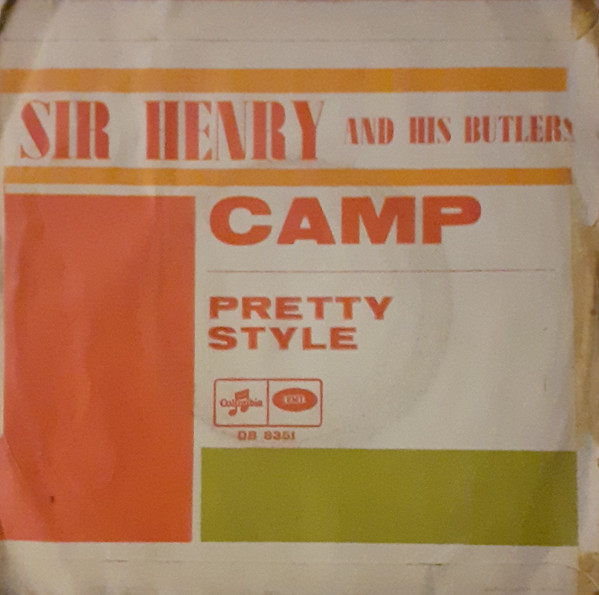 SIR HENRY AND HIS BUTLERS
CAMP
PRETTY
STYLE
Columbia EMI
DB 8351